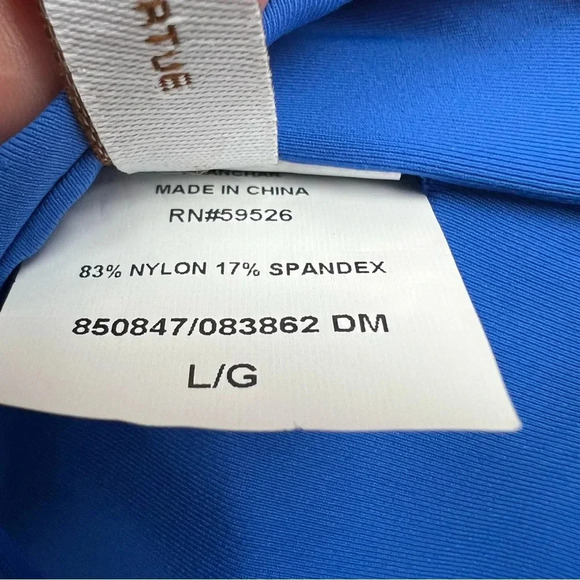 MADE IN CHINA
RN#59526
83% NYLON 17% SPANDEX
850847/083862 DM
L/G